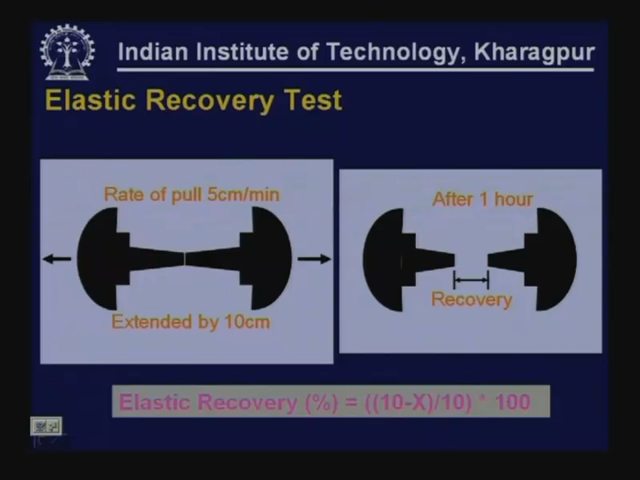 Indian Institute of Technology, Kharagpur
Elastic Recovery Test
Rate of pull 5cm/min
Extended by 10cm
After 1 hour
Recovery
Elastic Recovery (%) = ((10-X)/10) * 100